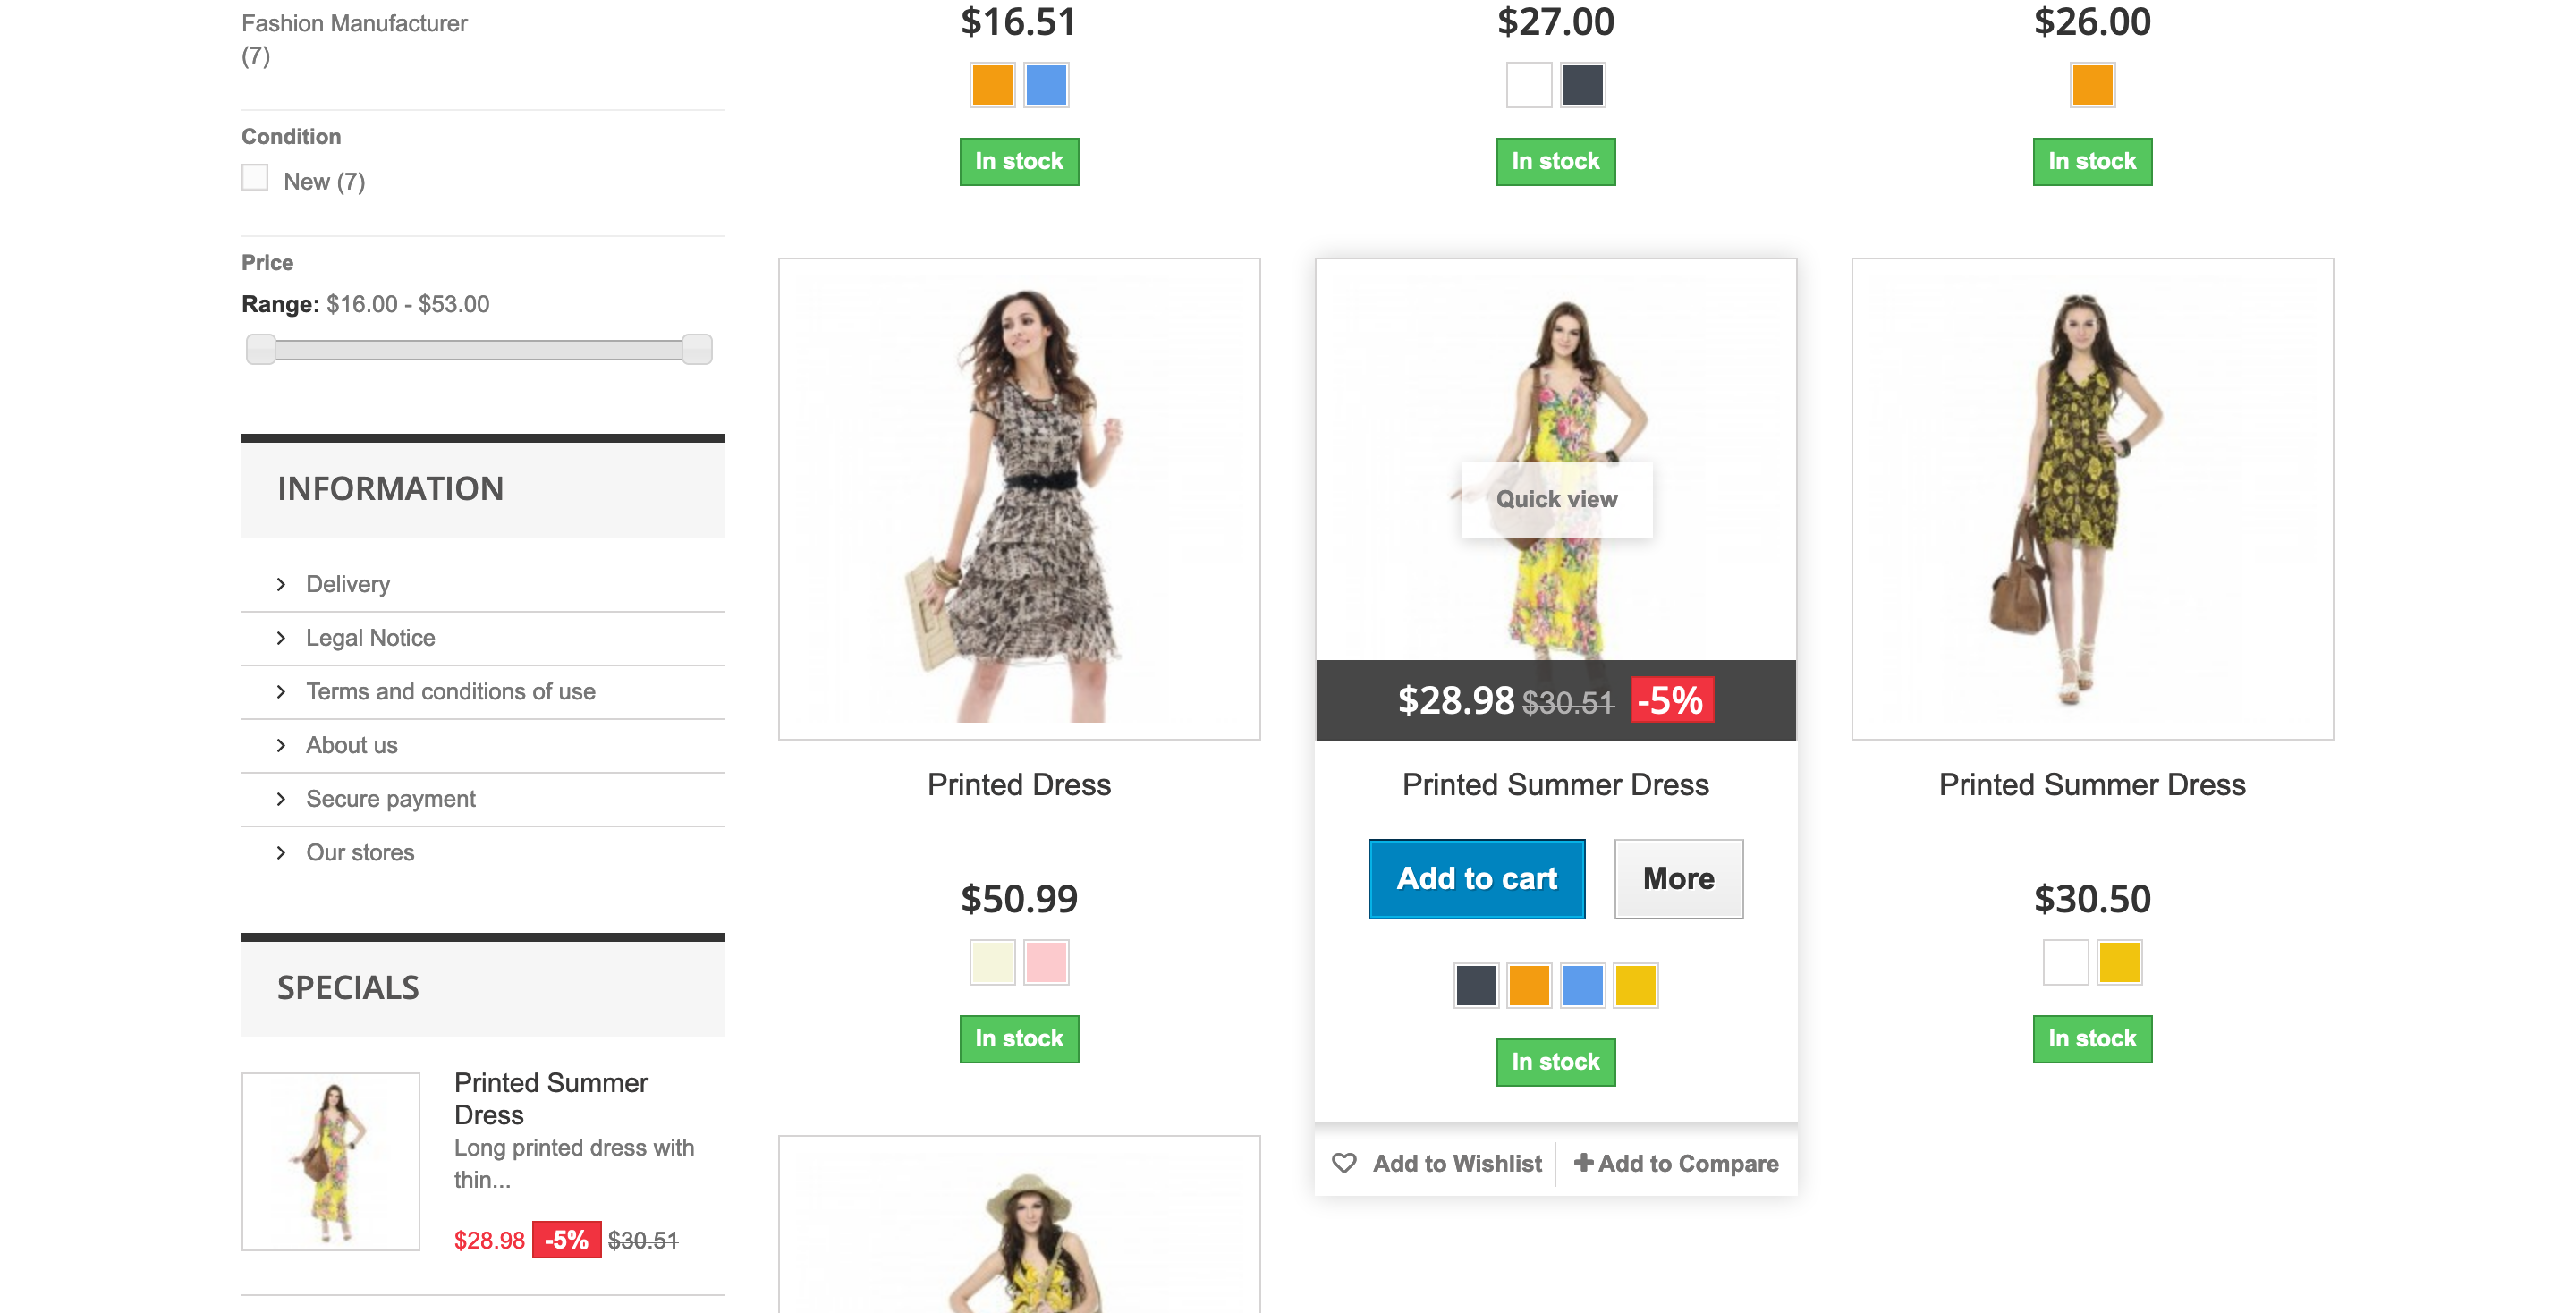 Fashion Manufacturer
(7)
Condition
New (7)
Price
Range: $16.00 - $53.00
INFORMATION
Delivery
Legal Notice
Terms and conditions of use
About us
Secure payment
Our stores
SPECIALS
Printed Summer
Dress
Long printed dress with
thin...
$28.98 -5% $30.51
$16.51
In stock
$27.00
In stock
$26.00
In stock
Printed Dress
$50.99
In stock
Quick view
$28.98 $30.51 -5%
Printed Summer Dress
Add to cart More
In stock
Add to Wishlist Add to Compare
Printed Summer Dress
$30.50
In stock